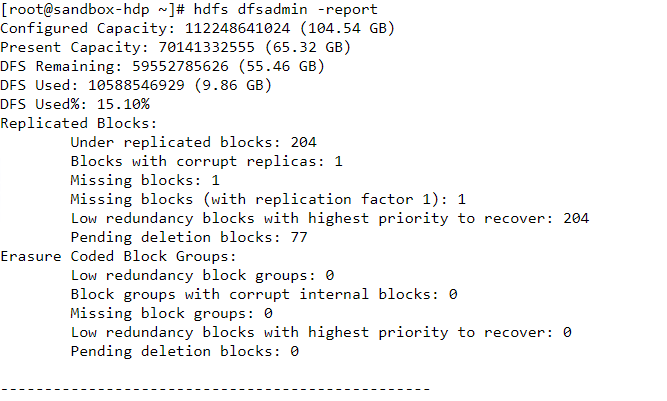 [root@sandbox-hdp ~]# hdfs dfsadmin -report
Configured Capacity: 112248641024 (104.54 GB)
Present Capacity: 70141332555 (65.32 GB)
DFS Remaining: 59552785626 (55.46 GB)
DFS Used: 10588546929 (9.86 GB)
DFS Used%: 15.10%
Replicated Blocks:
        Under replicated blocks: 204
        Blocks with corrupt replicas: 1
        Missing blocks: 1
        Missing blocks (with replication factor 1): 1
        Low redundancy blocks with highest priority to recover: 204
        Pending deletion blocks: 77
Erasure Coded Block Groups:
        Low redundancy block groups: 0
        Block groups with corrupt internal blocks: 0
        Missing block groups: 0
        Low redundancy blocks with highest priority to recover: 0
        Pending deletion blocks: 0

-------------------------------------------------